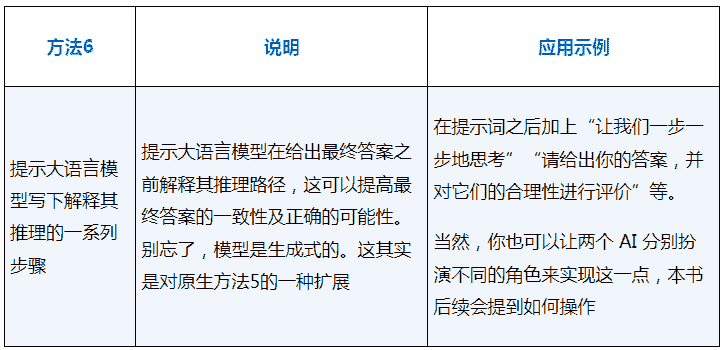 方法6
说明
应用示例
提示大语言模
型写下解释其
推理的一系列
步骤
提示大语言模型在给出最终答案之
前解释其推理路径，这可以提高最
终答案的一致性及正确的可能性。
别忘了，模型是生成式的。这其实
是对原生方法5的一种扩展
在提示词之后加上“让我们一步一
步地思考”“请给出你的答案，并
对它们的合理性进行评价”等。
当然，你也可以让两个 AI 分别扮
演不同的角色来实现这一点，本书
后续会提到如何操作